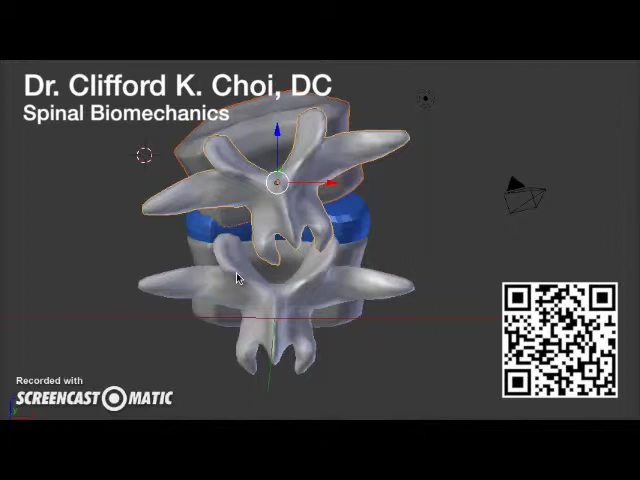 Dr. Clifford K. Choi, DC
Spinal Biomechanics
Recorded with
SCREENCAST MATIC
y